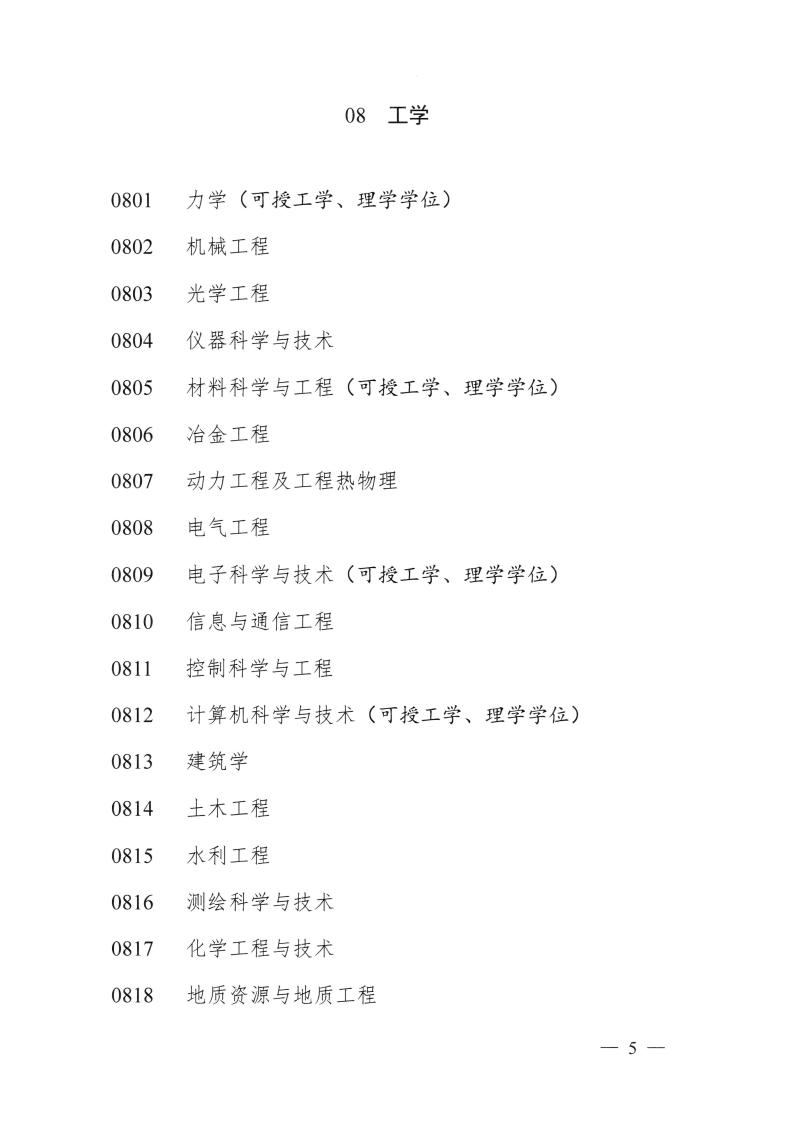 08 工学
0801 力学（可授工学、理学学位）
0802 机械工程
0803 光学工程
0804 仪器科学与技术
0805 材料科学与工程（可授工学、理学学位）
0806 冶金工程
0807 动力工程及工程热物理
0808 电气工程
0809 电子科学与技术（可授工学、理学学位）
0810 信息与通信工程
0811 控制科学与工程
0812 计算机科学与技术（可授工学、理学学位）
0813 建筑学
0814 土木工程
0815 水利工程
0816 测绘科学与技术
0817 化学工程与技术
0818 地质资源与地质工程
— 5 —